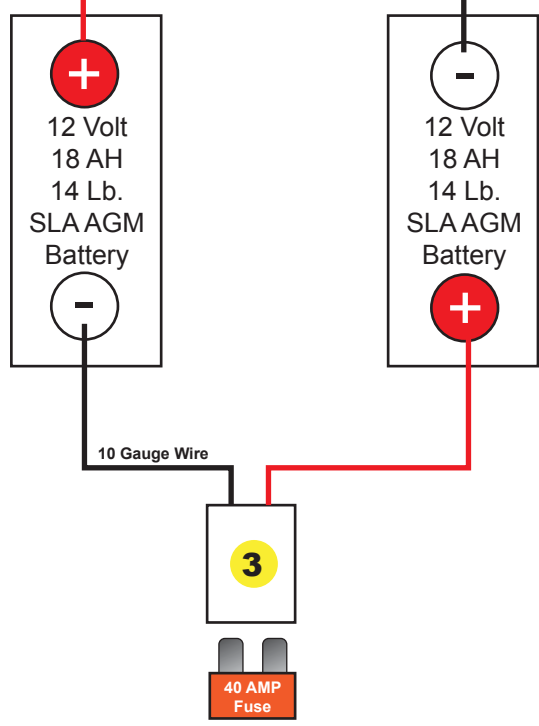 +
12 Volt
18 AH
14 Lb.
SLA AGM
Battery
-
-
12 Volt
18 AH
14 Lb.
SLA AGM
Battery
+
10 Gauge Wire
3
40 AMP
Fuse